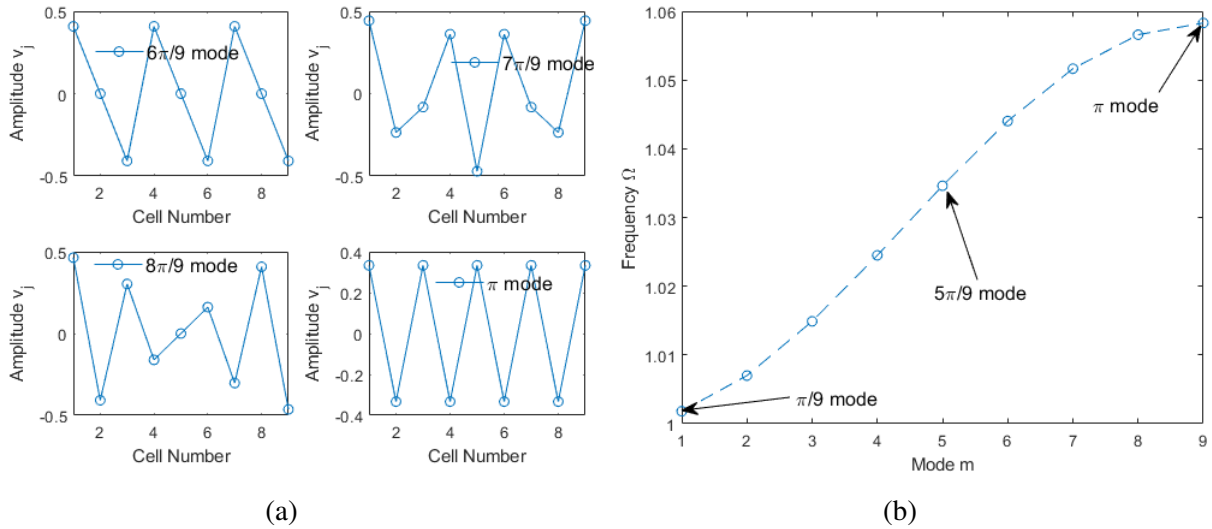 0.5
0
-0.5
Amplitude v_j
6π/9 mode
2 4 6 8
Cell Number
0.5
0
-0.5
Amplitude v_j
7π/9 mode
2 4 6 8
Cell Number
0.5
0
-0.5
Amplitude v_j
8π/9 mode
2 4 6 8
Cell Number
0.4
0.2
0
-0.2
-0.4
Amplitude v_j
π mode
2 4 6 8
Cell Number
(a)
1.06
1.05
1.04
1.03
1.02
1.01
1
Frequency Ω
π mode
5π/9 mode
π/9 mode
1 2 3 4 5 6 7 8 9
Mode m
(b)